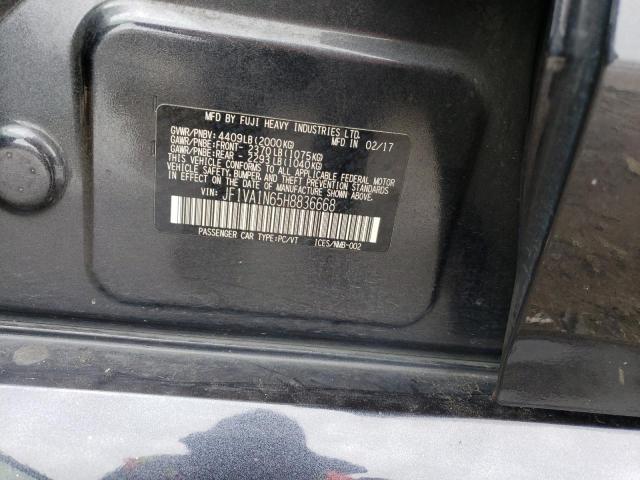 MFD BY FUJI HEAVY INDUSTRIES LTD.
GVWR/PNBV: 4409LB(2000KG) MFD IN 02/17
GAWR/PNBE:FRONT- 2370LB(1075KG)
GAWR/PNBE:REAR - 2293LB(1040KG)
THIS VEHICLE CONFORMS TO ALL APPLICABLE FEDERAL MOTOR
VEHICLE SAFETY, BUMPER, AND THEFT PREVENTION STANDARDS
IN EFFECT ON THE DATE OF MANUFACTURE SHOWN ABOVE.
VIN: JF1VA1N65H8836668
PASSENGER CAR TYPE:PC/VT ICES/NMB-002